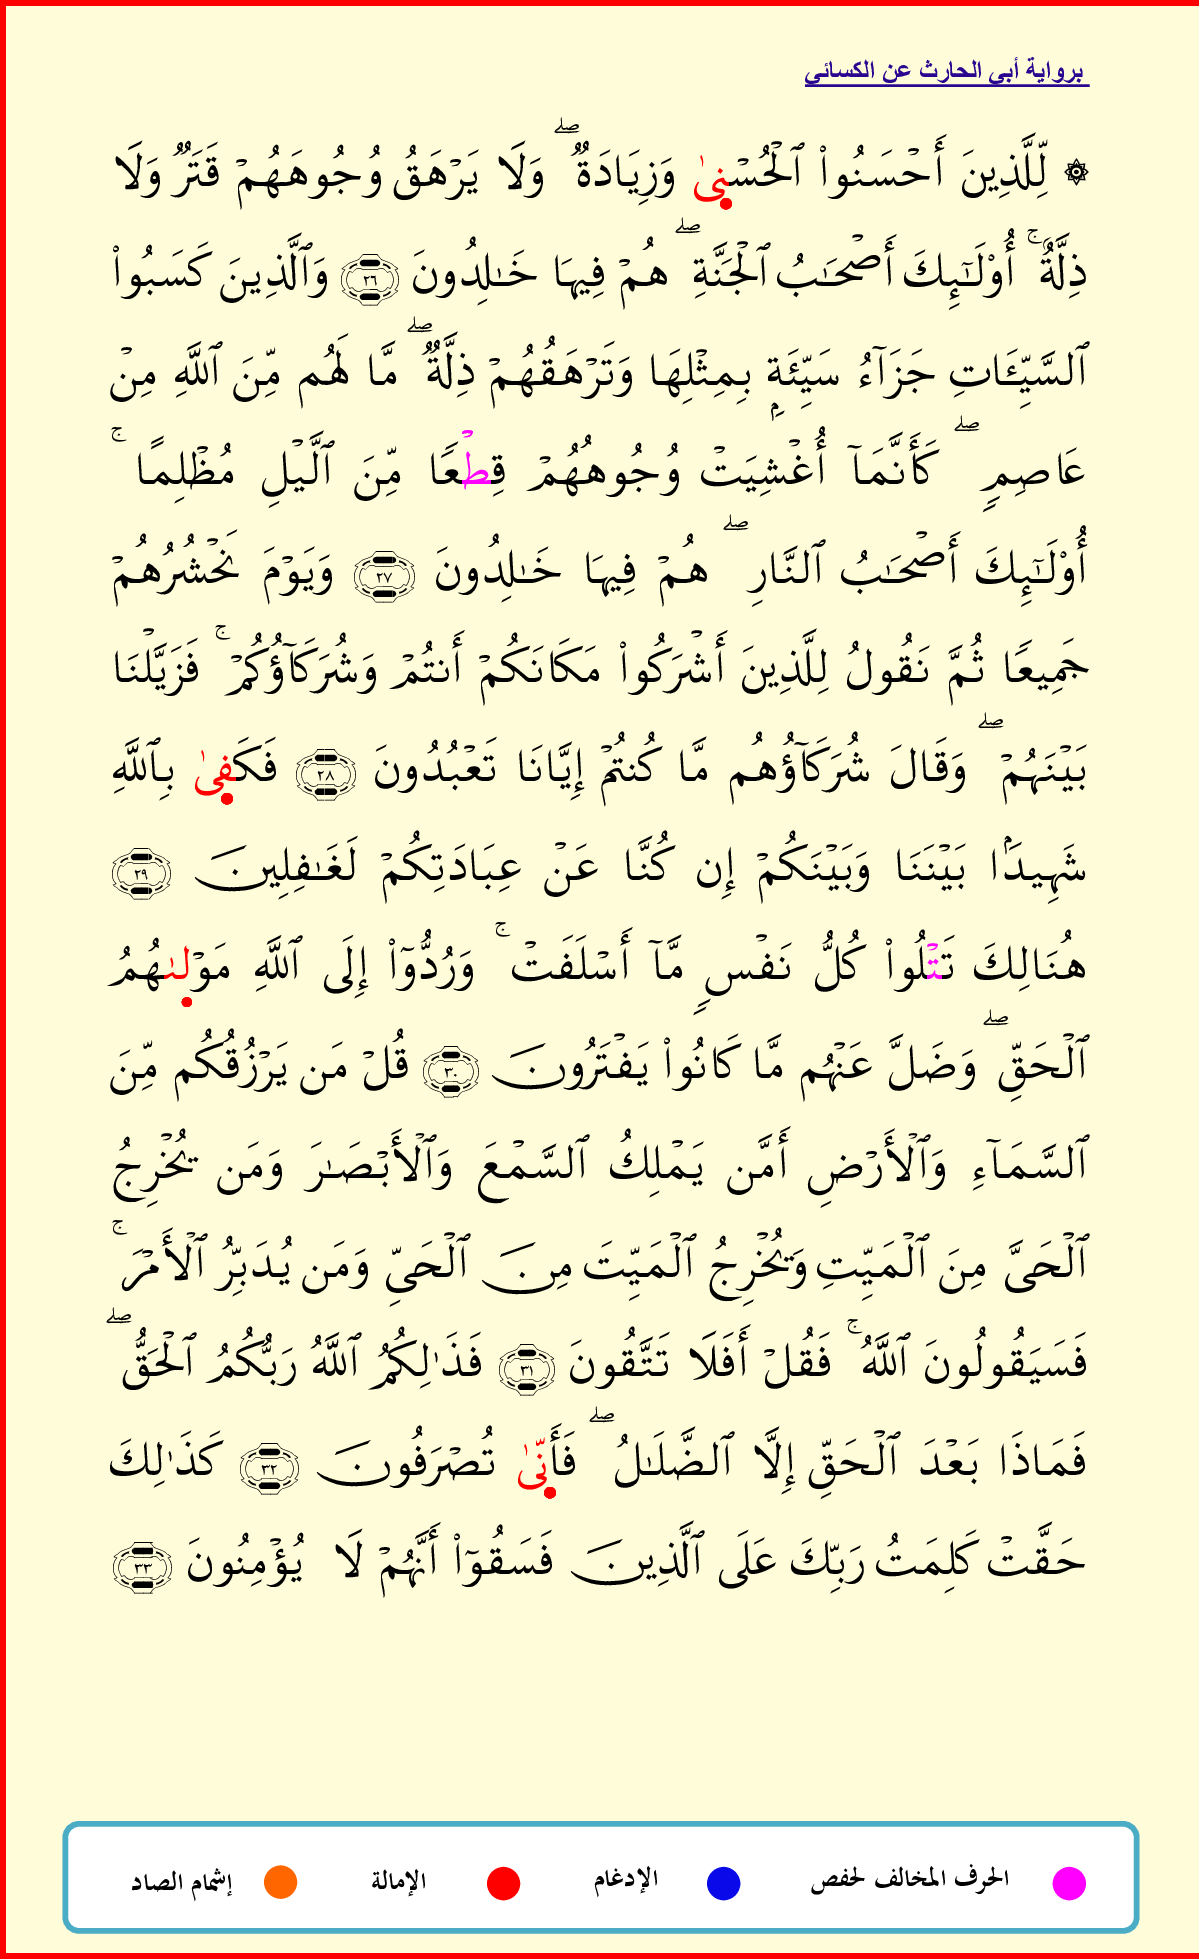 برواية أبي الحارث عن الكسائي
۞ لِّلَّذِينَ أَحْسَنُواْ ٱلْحُسْنِىٰ وَزِيَادَةٌۖ وَلَا يَرْهَقُ وُجُوهَهُمْ قَتَرٌ وَلَا
ذِلَّةٌۚ أُوْلَٰٓئِكَ أَصْحَٰبُ ٱلْجَنَّةِۖ هُمْ فِيهَا خَٰلِدُونَ ٢٦ وَٱلَّذِينَ كَسَبُواْ
ٱلسَّيِّـَٔاتِ جَزَآءُ سَيِّئَةِۭ بِمِثْلِهَا وَتَرْهَقُهُمْ ذِلَّةٌۖ مَّا لَهُم مِّنَ ٱللَّهِ مِنْ
عَاصِمٍۖ كَأَنَّمَآ أُغْشِيَتْ وُجُوهُهُمْ قِطْعًا مِّنَ ٱلَّيْلِ مُظْلِمًاۚ
أُوْلَٰٓئِكَ أَصْحَٰبُ ٱلنَّارِۖ هُمْ فِيهَا خَٰلِدُونَ ٢٧ وَيَوْمَ نَحْشُرُهُمْ
جَمِيعًا ثُمَّ نَقُولُ لِلَّذِينَ أَشْرَكُواْ مَكَانَكُمْ أَنتُمْ وَشُرَكَآؤُكُمْۚ فَزَيَّلْنَا
بَيْنَهُمْۖ وَقَالَ شُرَكَآؤُهُم مَّا كُنتُمْ إِيَّانَا تَعْبُدُونَ ٢٨ فَكَفِىٰ بِٱللَّهِ
شَهِيدَۢا بَيْنَنَا وَبَيْنَكُمْ إِن كُنَّا عَنْ عِبَادَتِكُمْ لَغَٰفِلِينَ ٢٩
هُنَالِكَ تَتْلُواْ كُلُّ نَفْسٍ مَّآ أَسْلَفَتْۚ وَرُدُّوٓاْ إِلَى ٱللَّهِ مَوْلِىٰهُمُ
ٱلْحَقِّۖ وَضَلَّ عَنْهُم مَّا كَانُواْ يَفْتَرُونَ ٣٠ قُلْ مَن يَرْزُقُكُم مِّنَ
ٱلسَّمَآءِ وَٱلْأَرْضِ أَمَّن يَمْلِكُ ٱلسَّمْعَ وَٱلْأَبْصَٰرَ وَمَن يُخْرِجُ
ٱلْحَىَّ مِنَ ٱلْمَيِّتِ وَيُخْرِجُ ٱلْمَيِّتَ مِنَ ٱلْحَىِّ وَمَن يُدَبِّرُ ٱلْأَمْرَۚ
فَسَيَقُولُونَ ٱللَّهُۚ فَقُلْ أَفَلَا تَتَّقُونَ ٣١ فَذَٰلِكُمُ ٱللَّهُ رَبُّكُمُ ٱلْحَقُّۖ
فَمَاذَا بَعْدَ ٱلْحَقِّ إِلَّا ٱلضَّلَٰلُۖ فَأَنِّىٰ تُصْرَفُونَ ٣٢ كَذَٰلِكَ
حَقَّتْ كَلِمَتُ رَبِّكَ عَلَى ٱلَّذِينَ فَسَقُوٓاْ أَنَّهُمْ لَا يُؤْمِنُونَ ٣٣
الحرف المخالف لحفص الإدغام الإمالة إشمام الصاد